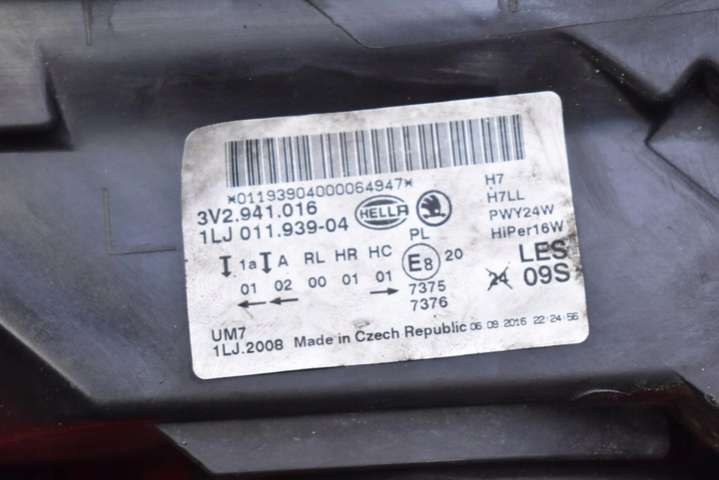 *011939040000064947*
H7
3V2.941.016
HELLA
H7LL
1LJ 011.939-04
PWY24W
PL
HiPer16W
1a A RL HR HC
E8 20
LES
01 02 00 01 01
7375
24 09S
7376
UM7
1LJ.2008 Made in Czech Republic 06.09.2016 22:24:56